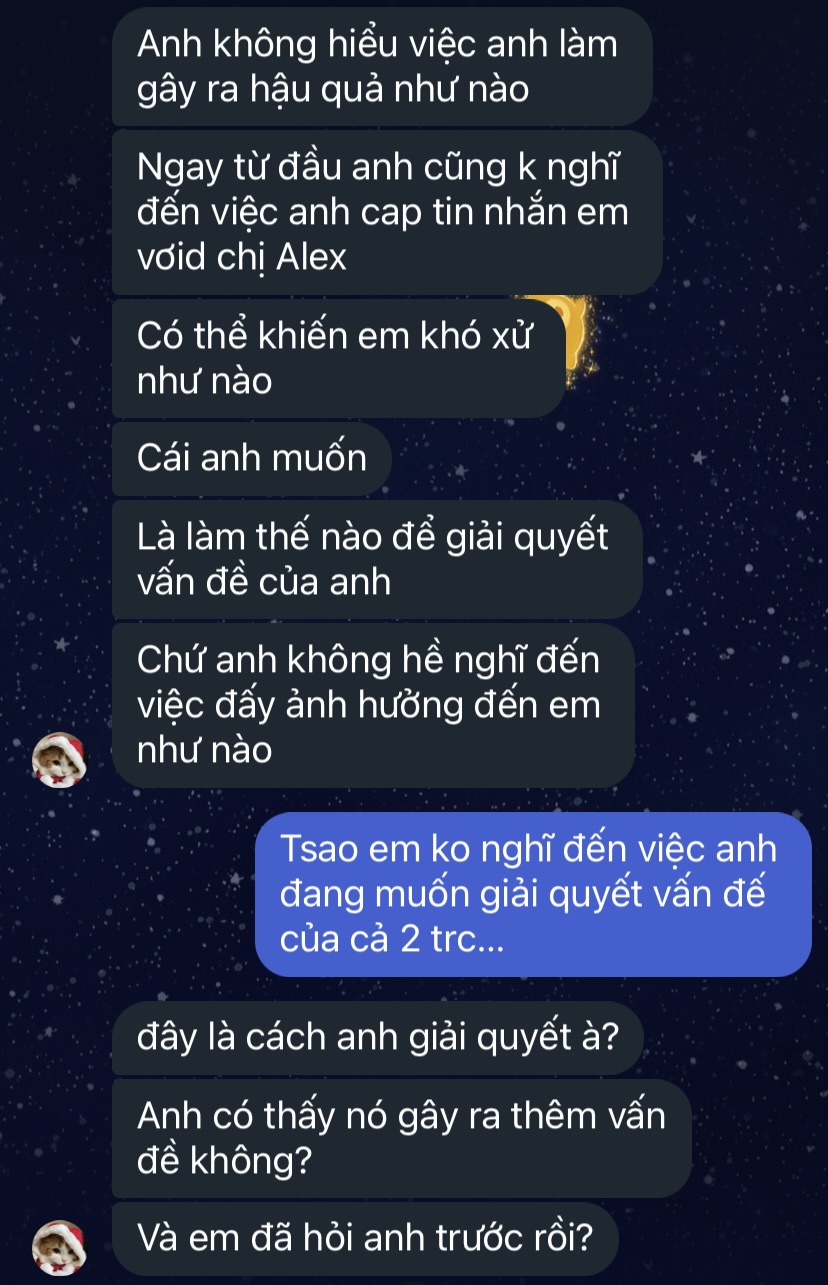 Anh không hiểu việc anh làm
gây ra hậu quả như nào
Ngay từ đầu anh cũng k nghĩ
đến việc anh cap tin nhắn em
vơid chị Alex
Có thể khiến em khó xử
như nào
Cái anh muốn
Là làm thế nào để giải quyết
vấn đề của anh
Chứ anh không hề nghĩ đến
việc đấy ảnh hưởng đến em
như nào
Tsao em ko nghĩ đến việc anh
đang muốn giải quyết vấn đế
của cả 2 trc...
đây là cách anh giải quyết à?
Anh có thấy nó gây ra thêm vấn
đề không?
Và em đã hỏi anh trước rồi?